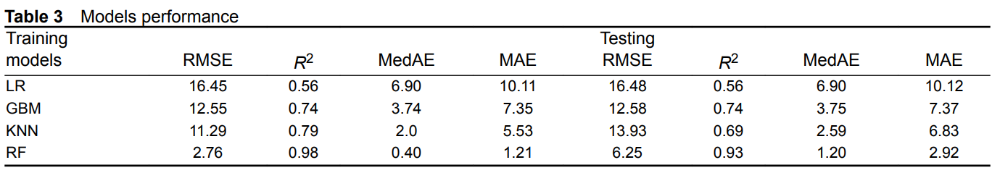 Table 3 Models performance
Training Testing
models RMSE R² MedAE MAE RMSE R² MedAE MAE
LR 16.45 0.56 6.90 10.11 16.48 0.56 6.90 10.12
GBM 12.55 0.74 3.74 7.35 12.58 0.74 3.75 7.37
KNN 11.29 0.79 2.0 5.53 13.93 0.69 2.59 6.83
RF 2.76 0.98 0.40 1.21 6.25 0.93 1.20 2.92